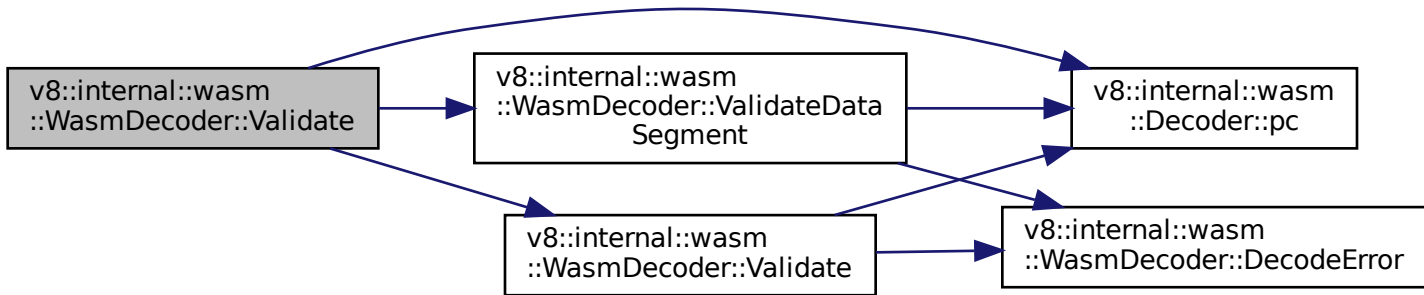 v8::internal::wasm
::WasmDecoder::Validate
v8::internal::wasm
::WasmDecoder::ValidateData
Segment
v8::internal::wasm
::Decoder::pc
v8::internal::wasm
::WasmDecoder::Validate
v8::internal::wasm
::WasmDecoder::DecodeError